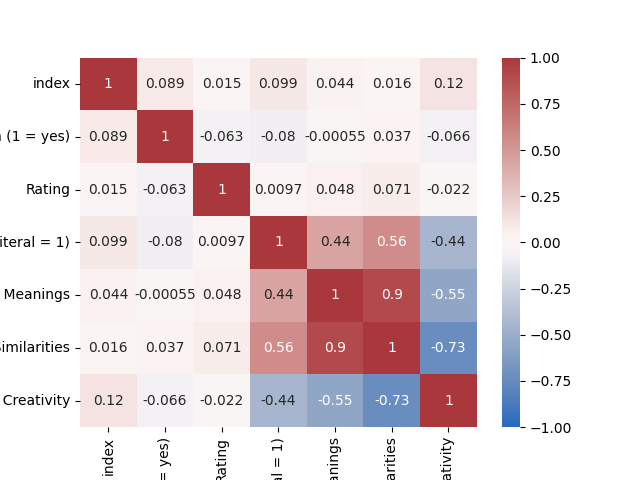 index 1 0.089 0.015 0.099 0.044 0.016 0.12
(1 = yes) 0.089 1 -0.063 -0.08 -0.00055 0.037 -0.066
Rating 0.015 -0.063 1 0.0097 0.048 0.071 -0.022
iteral = 1) 0.099 -0.08 0.0097 1 0.44 0.56 -0.44
Meanings 0.044 -0.00055 0.048 0.44 1 0.9 -0.55
Similarities 0.016 0.037 0.071 0.56 0.9 1 -0.73
Creativity 0.12 -0.066 -0.022 -0.44 -0.55 -0.73 1
index
= yes)
Rating
al = 1)
anings
arities
ativity
1.00
0.75
0.50
0.25
0.00
−0.25
−0.50
−0.75
−1.00